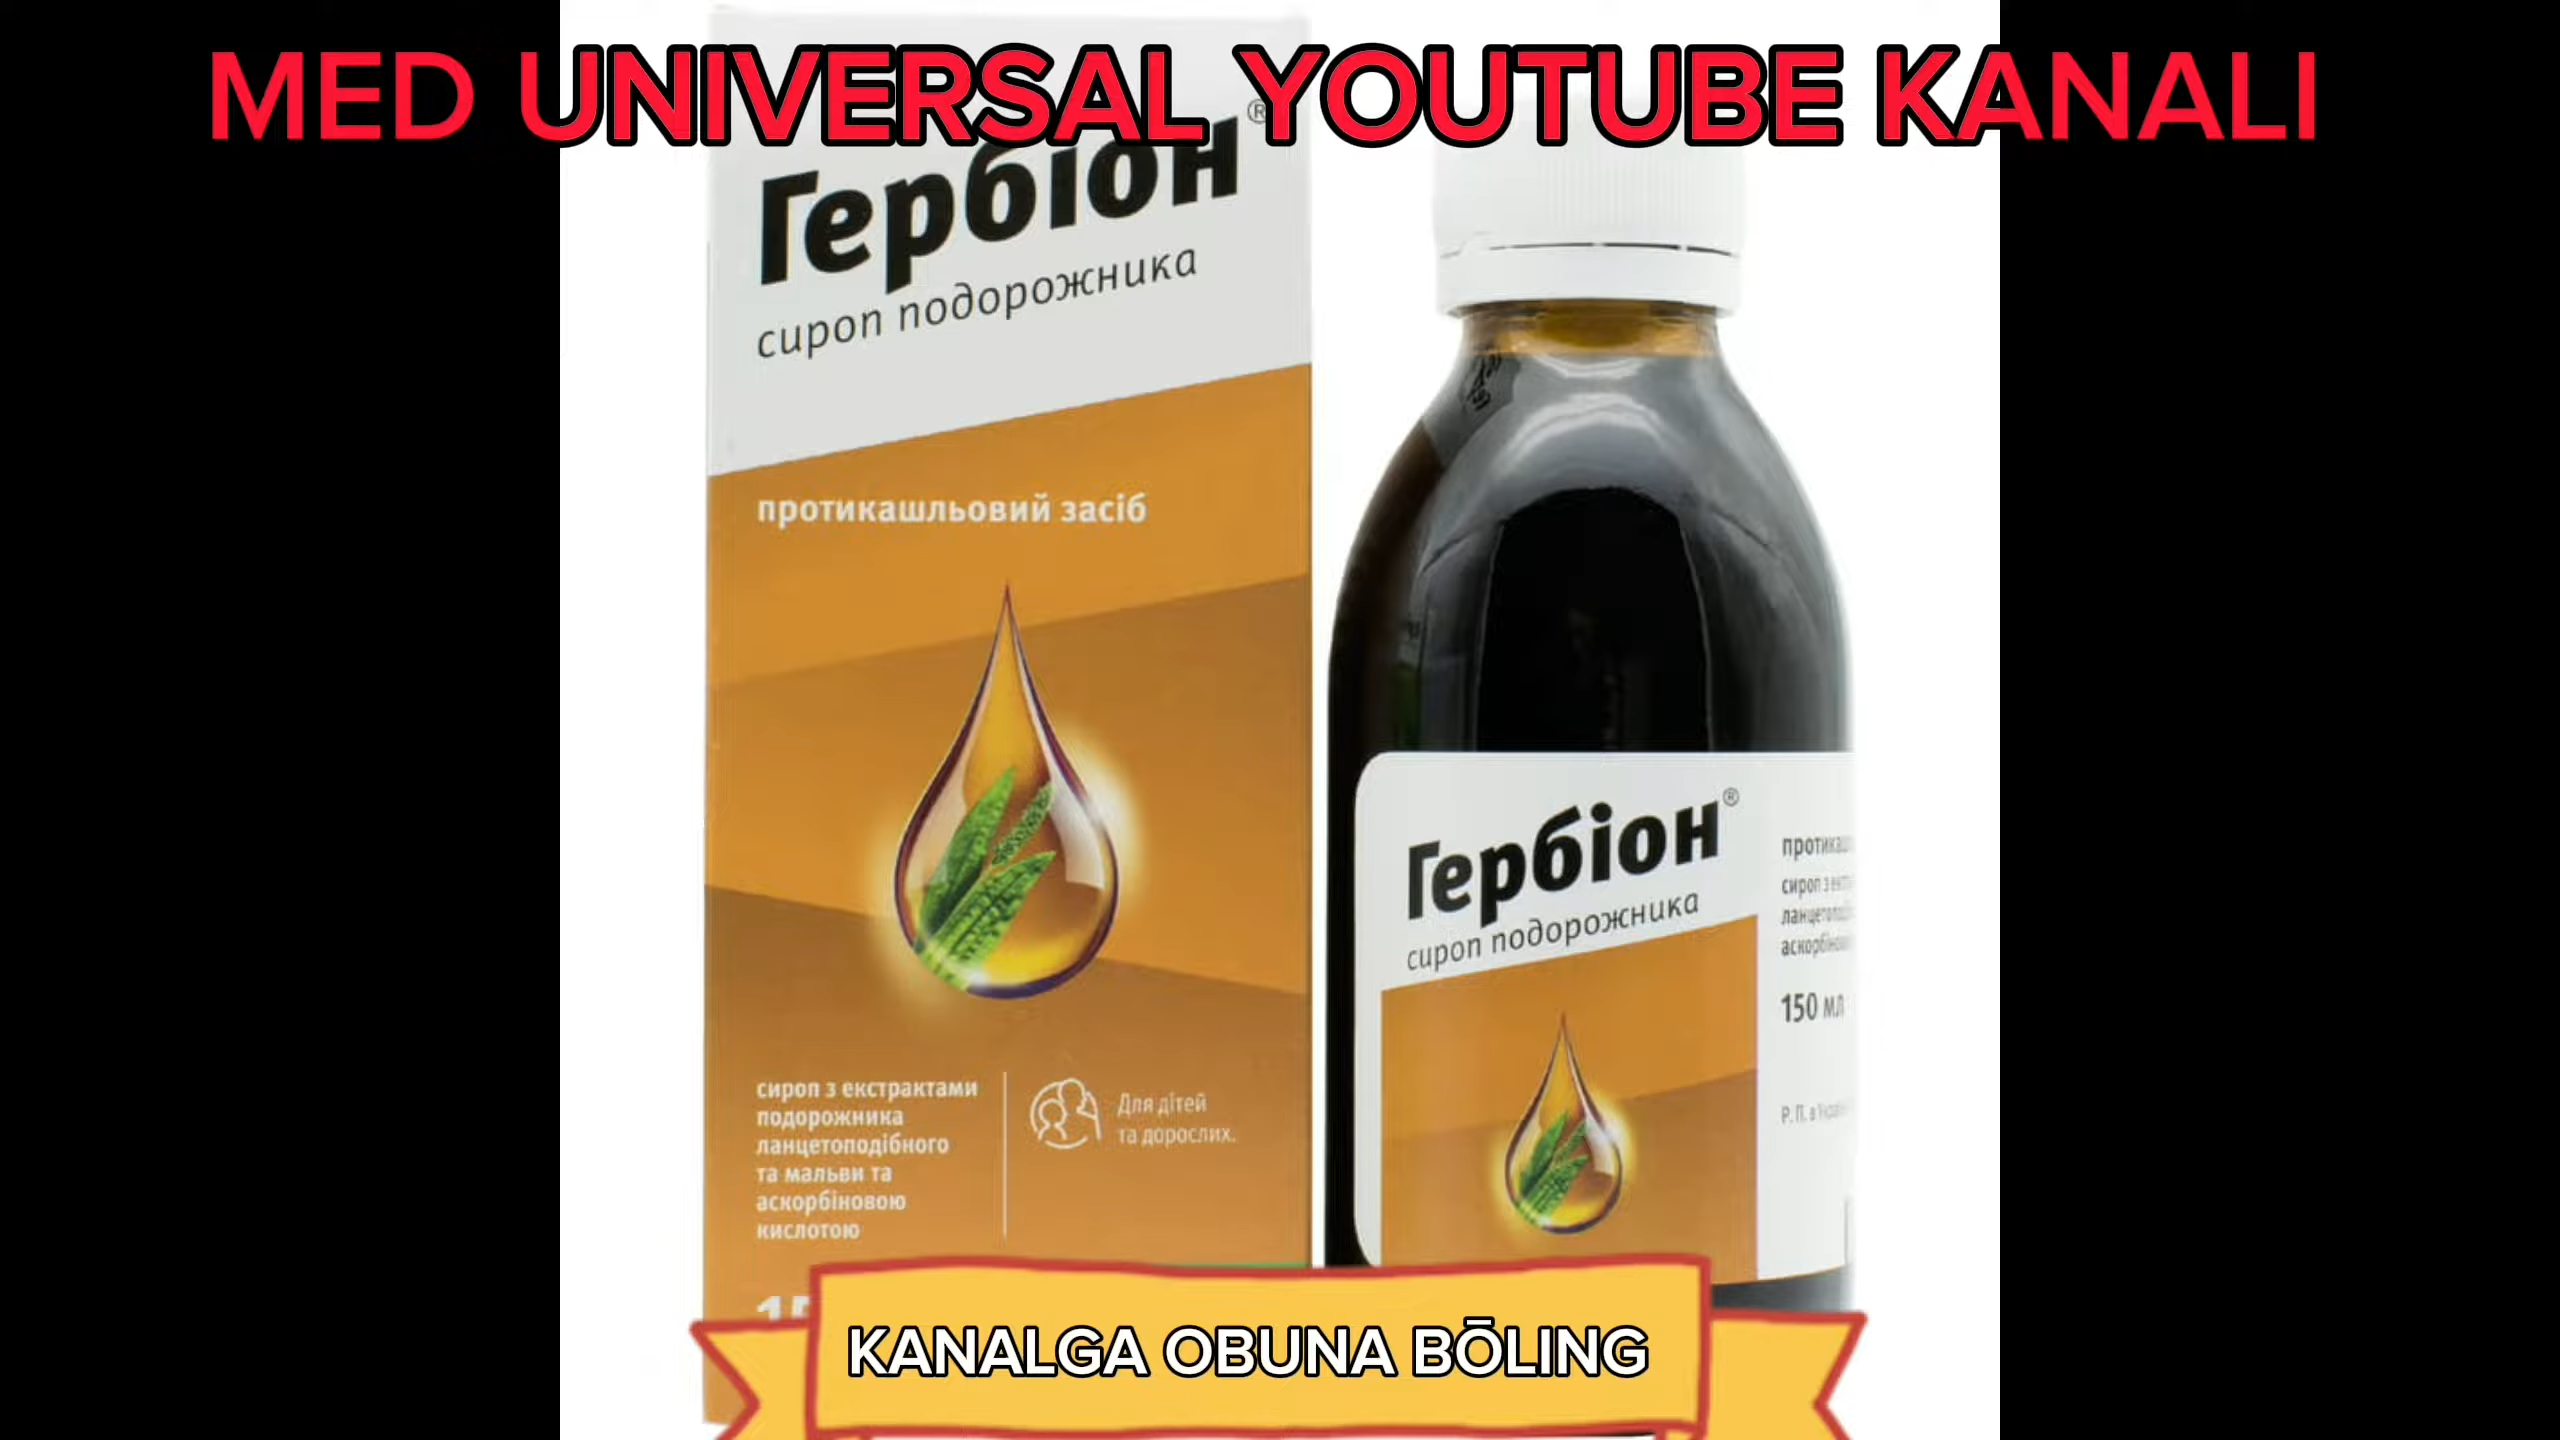 MED UNIVERSAL YOUTUBE KANALI
Гербіон®
сироп подорожника
протикашльовий засіб
сироп з екстрактами
подорожника
ланцетоподібного
та мальви та
аскорбіновою
кислотою
Для дітей
та дорослих.
Гербіон®
сироп подорожника
150 мл
KANALGA OBUNA BŌLING